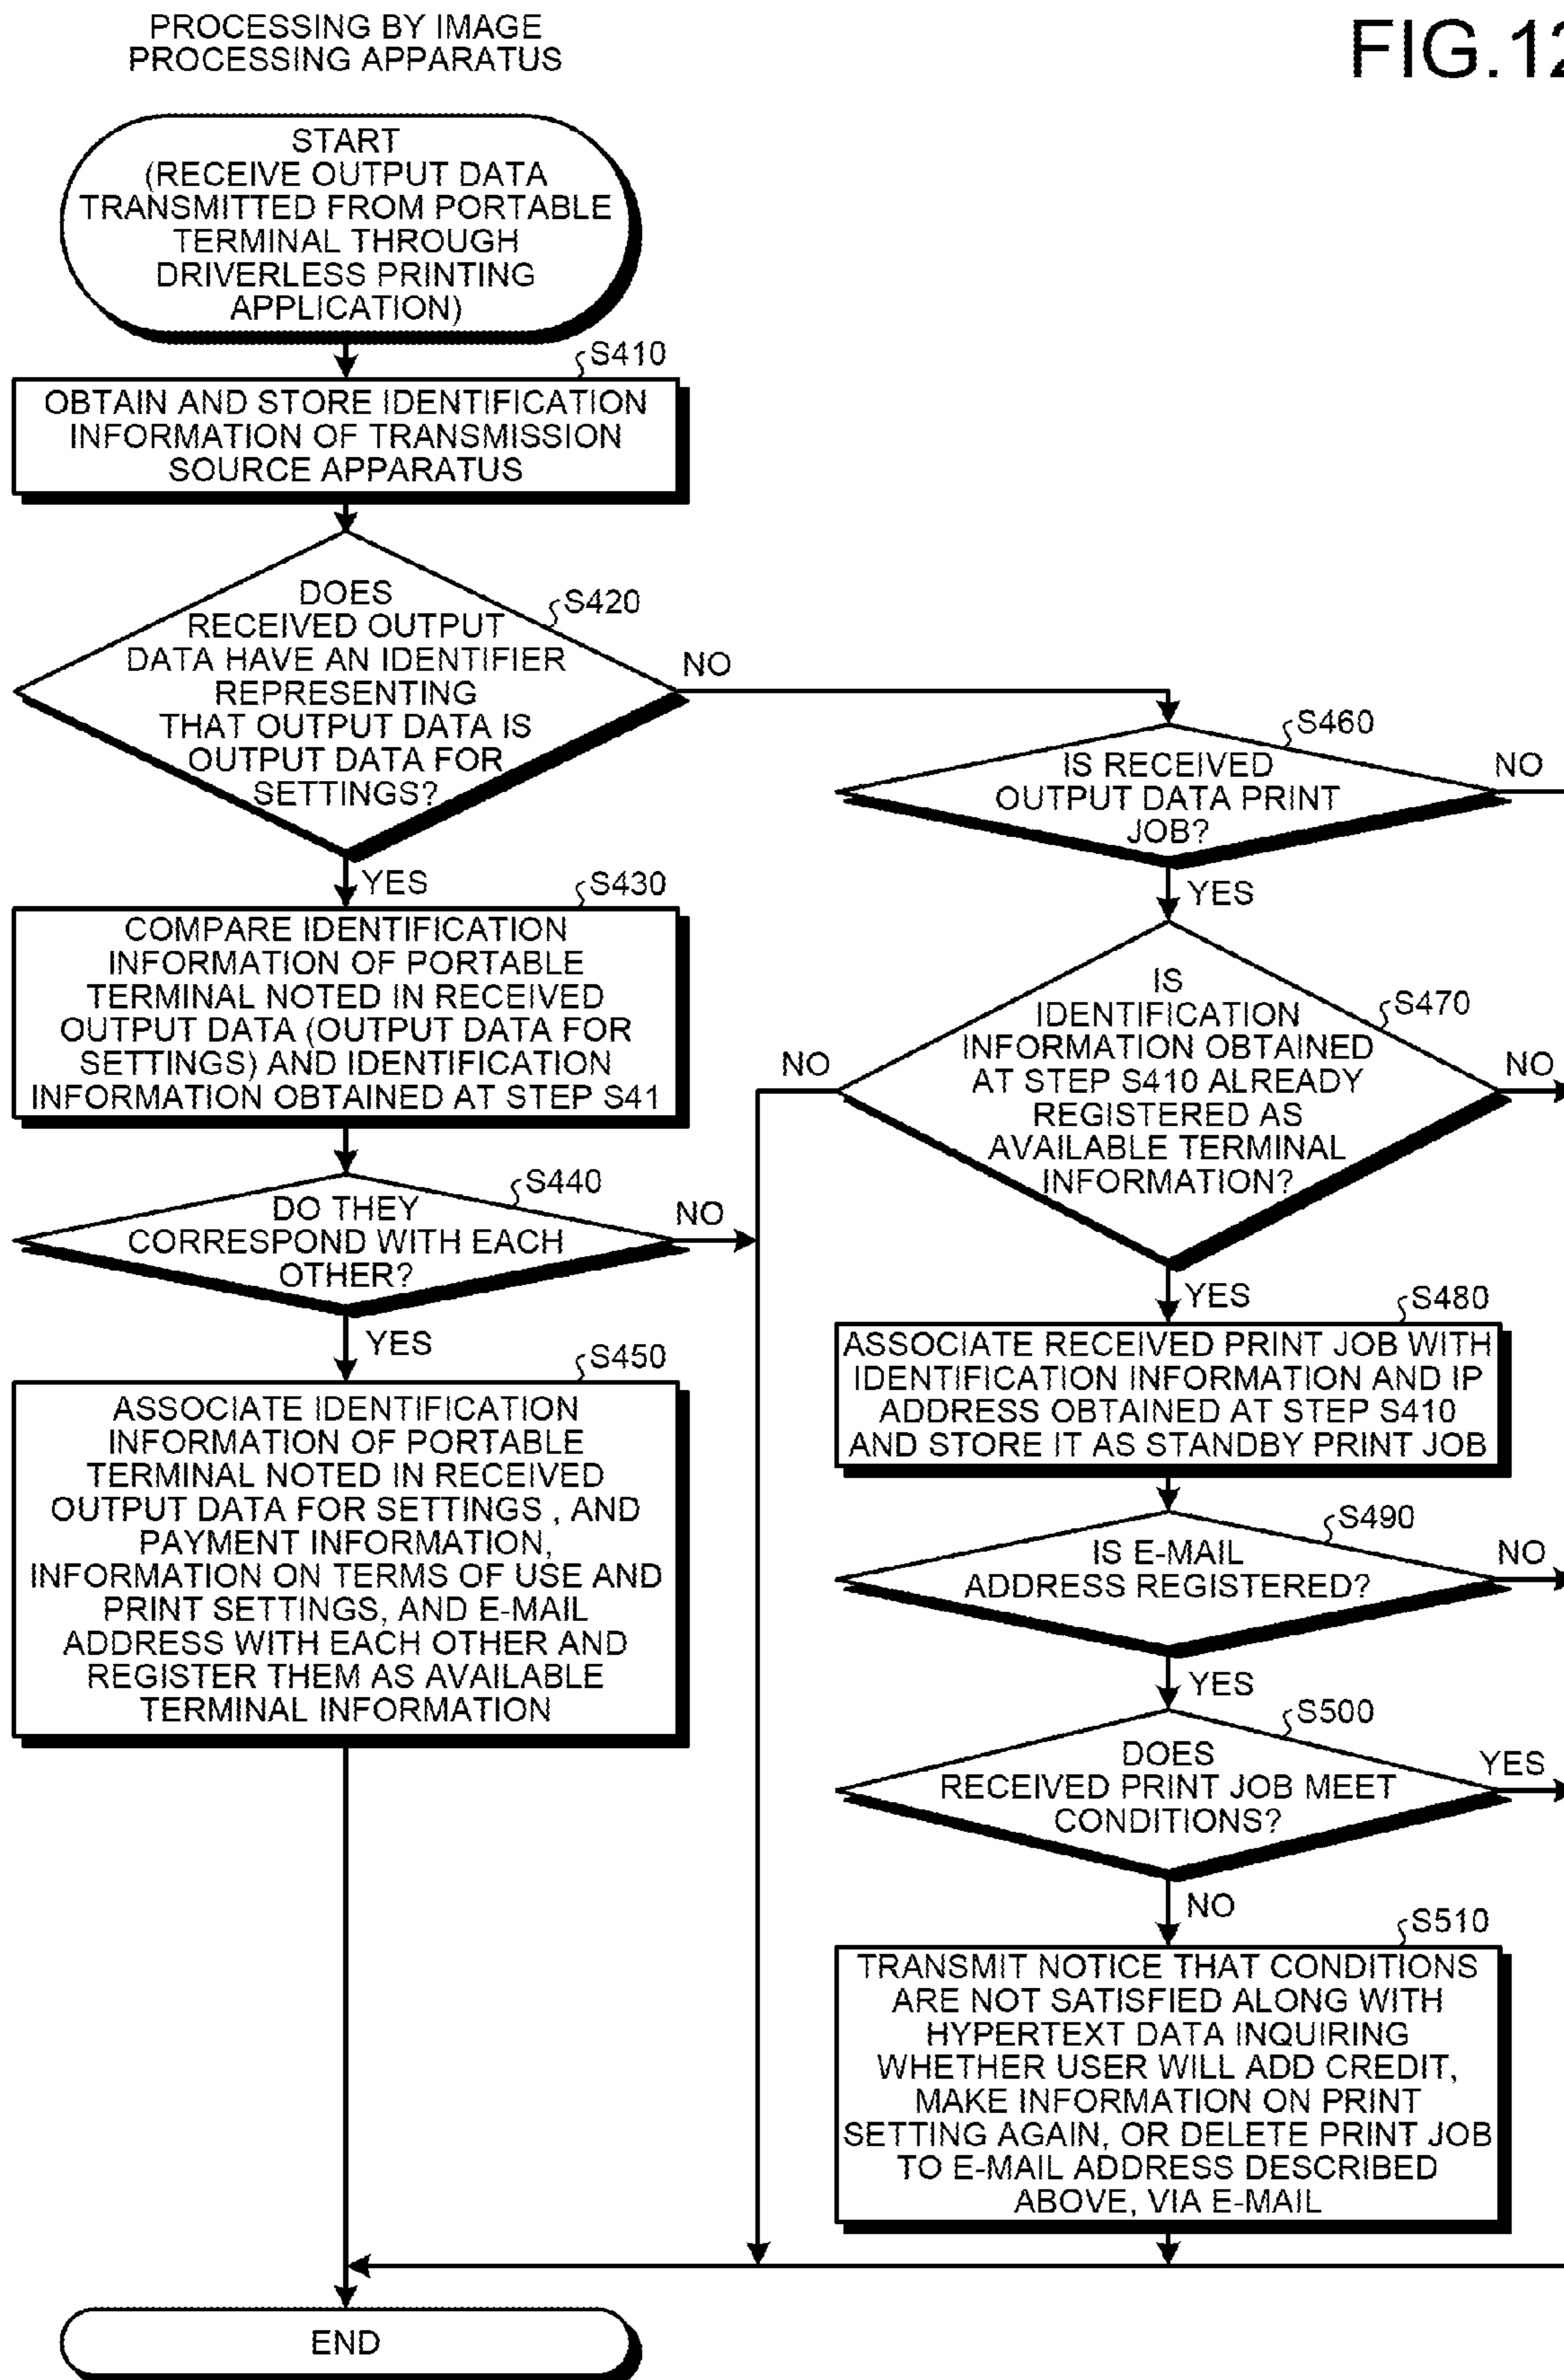 PROCESSING BY IMAGE
PROCESSING APPARATUS
FIG.12
START
(RECEIVE OUTPUT DATA
TRANSMITTED FROM PORTABLE
TERMINAL THROUGH
DRIVERLESS PRINTING
APPLICATION)
S410
OBTAIN AND STORE IDENTIFICATION
INFORMATION OF TRANSMISSION
SOURCE APPARATUS
S420
DOES
RECEIVED OUTPUT
DATA HAVE AN IDENTIFIER
REPRESENTING
THAT OUTPUT DATA IS
OUTPUT DATA FOR
SETTINGS?
NO
YES
S430
COMPARE IDENTIFICATION
INFORMATION OF PORTABLE
TERMINAL NOTED IN RECEIVED
OUTPUT DATA (OUTPUT DATA FOR
SETTINGS) AND IDENTIFICATION
INFORMATION OBTAINED AT STEP S41
S440
DO THEY
CORRESPOND WITH EACH
OTHER?
NO
YES
S450
ASSOCIATE IDENTIFICATION
INFORMATION OF PORTABLE
TERMINAL NOTED IN RECEIVED
OUTPUT DATA FOR SETTINGS , AND
PAYMENT INFORMATION,
INFORMATION ON TERMS OF USE AND
PRINT SETTINGS, AND E-MAIL
ADDRESS WITH EACH OTHER AND
REGISTER THEM AS AVAILABLE
TERMINAL INFORMATION
S460
IS RECEIVED
OUTPUT DATA PRINT
JOB?
NO
YES
S470
IS
IDENTIFICATION
INFORMATION OBTAINED
AT STEP S410 ALREADY
REGISTERED AS
AVAILABLE TERMINAL
INFORMATION?
NO
NO
YES
S480
ASSOCIATE RECEIVED PRINT JOB WITH
IDENTIFICATION INFORMATION AND IP
ADDRESS OBTAINED AT STEP S410
AND STORE IT AS STANDBY PRINT JOB
S490
IS E-MAIL
ADDRESS REGISTERED?
NO
YES
S500
DOES
RECEIVED PRINT JOB MEET
CONDITIONS?
YES
NO
S510
TRANSMIT NOTICE THAT CONDITIONS
ARE NOT SATISFIED ALONG WITH
HYPERTEXT DATA INQUIRING
WHETHER USER WILL ADD CREDIT,
MAKE INFORMATION ON PRINT
SETTING AGAIN, OR DELETE PRINT JOB
TO E-MAIL ADDRESS DESCRIBED
ABOVE, VIA E-MAIL
END